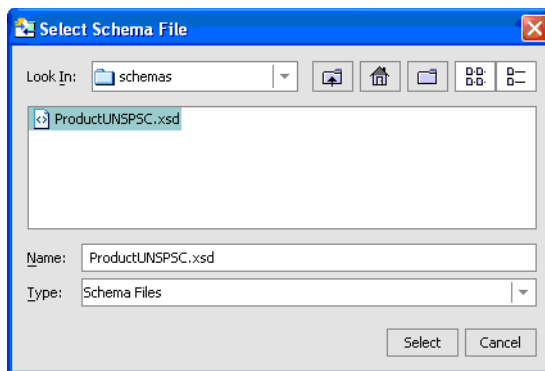 Select Schema File
Look In: schemas
ProductUNSPSC.xsd
Name: ProductUNSPSC.xsd
Type: Schema Files
Select Cancel